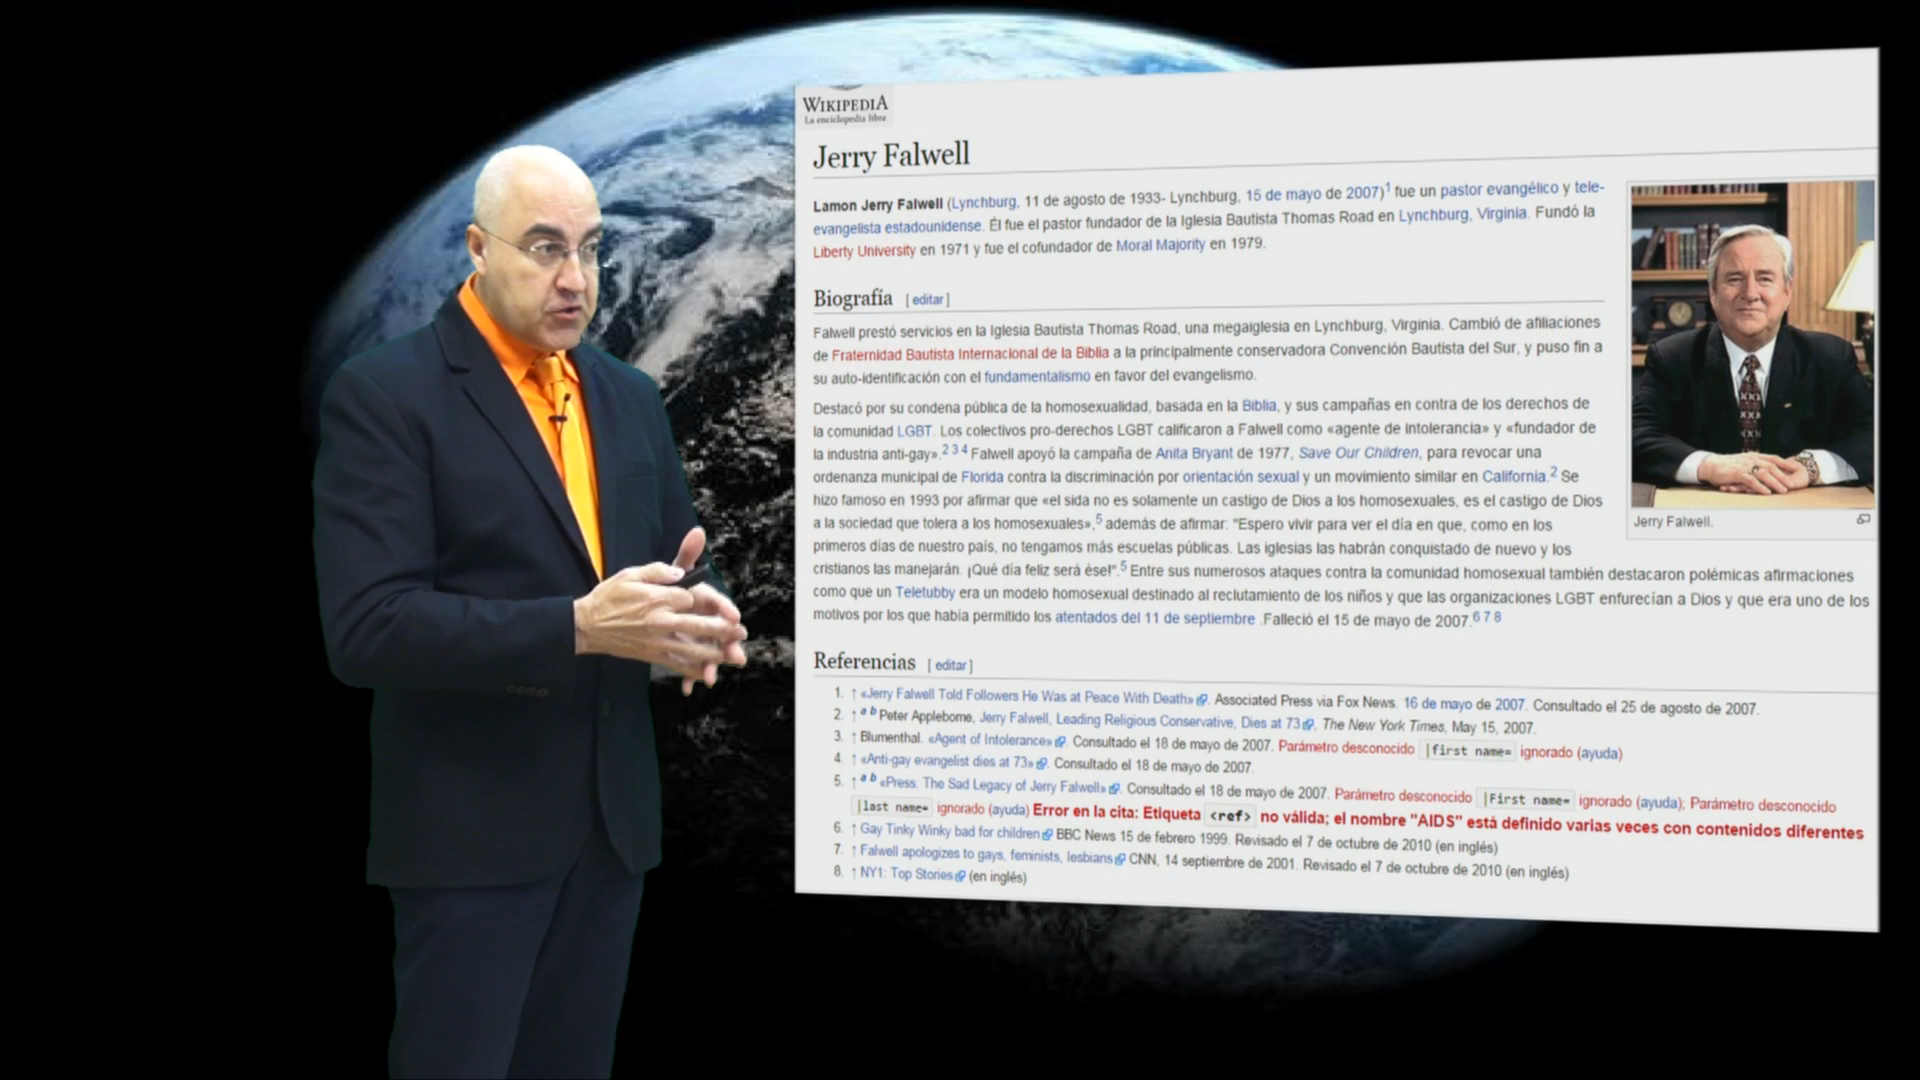 WIKIPEDIA
La enciclopedia libre
Jerry Falwell
Lamon Jerry Falwell (Lynchburg, 11 de agosto de 1933- Lynchburg, 15 de mayo de 2007)1 fue un pastor evangélico y tele-
evangelista estadounidense. Él fue el pastor fundador de la Iglesia Bautista Thomas Road en Lynchburg, Virginia. Fundó la
Liberty University en 1971 y fue el cofundador de Moral Majority en 1979.
Biografía [ editar ]
Falwell prestó servicios en la Iglesia Bautista Thomas Road, una megaiglesia en Lynchburg, Virginia. Cambió de afiliaciones
de Fraternidad Bautista Internacional de la Biblia a la principalmente conservadora Convención Bautista del Sur, y puso fin a
su auto-identificación con el fundamentalismo en favor del evangelismo.
Destacó por su condena pública de la homosexualidad, basada en la Biblia, y sus campañas en contra de los derechos de
la comunidad LGBT. Los colectivos pro-derechos LGBT calificaron a Falwell como «agente de intolerancia» y «fundador de
la industria anti-gay».2 3 4 Falwell apoyó la campaña de Anita Bryant de 1977, Save Our Children, para revocar una
ordenanza municipal de Florida contra la discriminación por orientación sexual y un movimiento similar en California.2 Se
hizo famoso en 1993 por afirmar que «el sida no es solamente un castigo de Dios a los homosexuales, es el castigo de Dios
a la sociedad que tolera a los homosexuales»,5 además de afirmar: "Espero vivir para ver el día en que, como en los
primeros días de nuestro país, no tengamos más escuelas públicas. Las iglesias las habrán conquistado de nuevo y los
cristianos las manejarán. ¡Qué día feliz será ése!".5 Entre sus numerosos ataques contra la comunidad homosexual también destacaron polémicas afirmaciones
como que un Teletubby era un modelo homosexual destinado al reclutamiento de los niños y que las organizaciones LGBT enfurecían a Dios y que era uno de los
motivos por los que había permitido los atentados del 11 de septiembre .Falleció el 15 de mayo de 2007.6 7 8
Jerry Falwell.
Referencias [ editar ]
1. ↑ «Jerry Falwell Told Followers He Was at Peace With Death». Associated Press via Fox News. 16 de mayo de 2007. Consultado el 25 de agosto de 2007.
2. ↑ a b Peter Applebome, Jerry Falwell, Leading Religious Conservative, Dies at 73, The New York Times, May 15, 2007.
3. ↑ Blumenthal. «Agent of Intolerance». Consultado el 18 de mayo de 2007. Parámetro desconocido |first name= ignorado (ayuda)
4. ↑ «Anti-gay evangelist dies at 73». Consultado el 18 de mayo de 2007.
5. ↑ a b «Press: The Sad Legacy of Jerry Falwell». Consultado el 18 de mayo de 2007. Parámetro desconocido |First name= ignorado (ayuda); Parámetro desconocido
|last name= ignorado (ayuda) Error en la cita: Etiqueta <ref> no válida; el nombre "AIDS" está definido varias veces con contenidos diferentes
6. ↑ Gay Tinky Winky bad for children BBC News 15 de febrero 1999. Revisado el 7 de octubre de 2010 (en inglés)
7. ↑ Falwell apologizes to gays, feminists, lesbians CNN, 14 septiembre de 2001. Revisado el 7 de octubre de 2010 (en inglés)
8. ↑ NY1: Top Stories (en inglés)